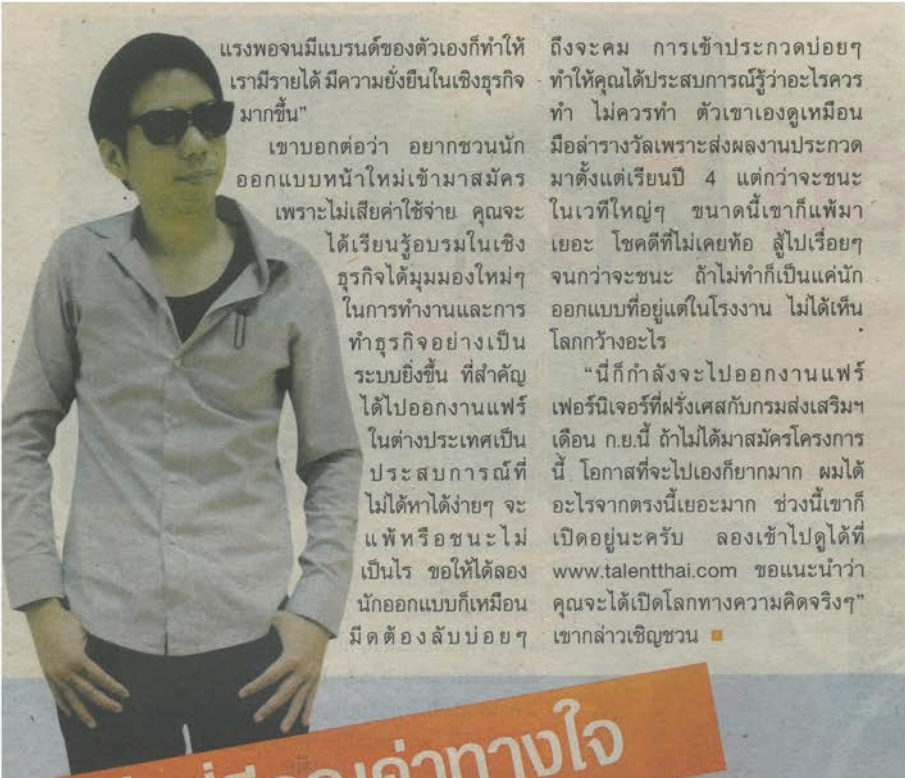 แรงพอจนมีแบรนด์ของตัวเองก็ทำให้
เรามีรายได้ มีความยั่งยืนในเชิงธุรกิจ
มากขึ้น”
เขาบอกต่อว่า อยากชวนนัก
ออกแบบหน้าใหม่เข้ามาสมัคร
เพราะไม่เสียค่าใช้จ่าย คุณจะ
ได้เรียนรู้อบรมในเชิง
ธุรกิจได้มุมมองใหม่ๆ
ในการทำงานและการ
ทำธุรกิจอย่างเป็น
ระบบยิ่งขึ้น ที่สำคัญ
ได้ไปออกงานแฟร์
ในต่างประเทศเป็น
ประสบการณ์ที่
ไม่ได้หาได้ง่ายๆ จะ
แพ้หรือชนะไม่
เป็นไร ขอให้ได้ลอง
นักออกแบบก็เหมือน
มีดต้องลับบ่อยๆ
ถึงจะคม การเข้าประกวดบ่อยๆ
ทำให้คุณได้ประสบการณ์รู้ว่าอะไรควร
ทำ ไม่ควรทำ ตัวเขาเองดูเหมือน
มือล่ารางวัลเพราะส่งผลงานประกวด
มาตั้งแต่เรียนปี 4 แต่กว่าจะชนะ
ในเวทีใหญ่ๆ ขนาดนี้เขาก็แพ้มา
เยอะ โชคดีที่ไม่เคยท้อ สู้ไปเรื่อยๆ
จนกว่าจะชนะ ถ้าไม่ทำก็เป็นแค่นัก
ออกแบบที่อยู่แต่ในโรงงาน ไม่ได้เห็น
โลกกว้างอะไร
“นี่ก็กำลังจะไปออกงานแฟร์
เฟอร์นิเจอร์ที่ฝรั่งเศสกับกรมส่งเสริมฯ
เดือน ก.ย.นี้ ถ้าไม่ได้มาสมัครโครงการ
นี้ โอกาสที่จะไปเองก็ยากมาก ผมได้
อะไรจากตรงนี้เยอะมาก ช่วงนี้เขาก็
เปิดอยู่นะครับ ลองเข้าไปดูได้ที่
www.talentthai.com ขอแนะนำว่า
คุณจะได้เปิดโลกทางความคิดจริงๆ”
เขากล่าวเชิญชวน
ทางใจ